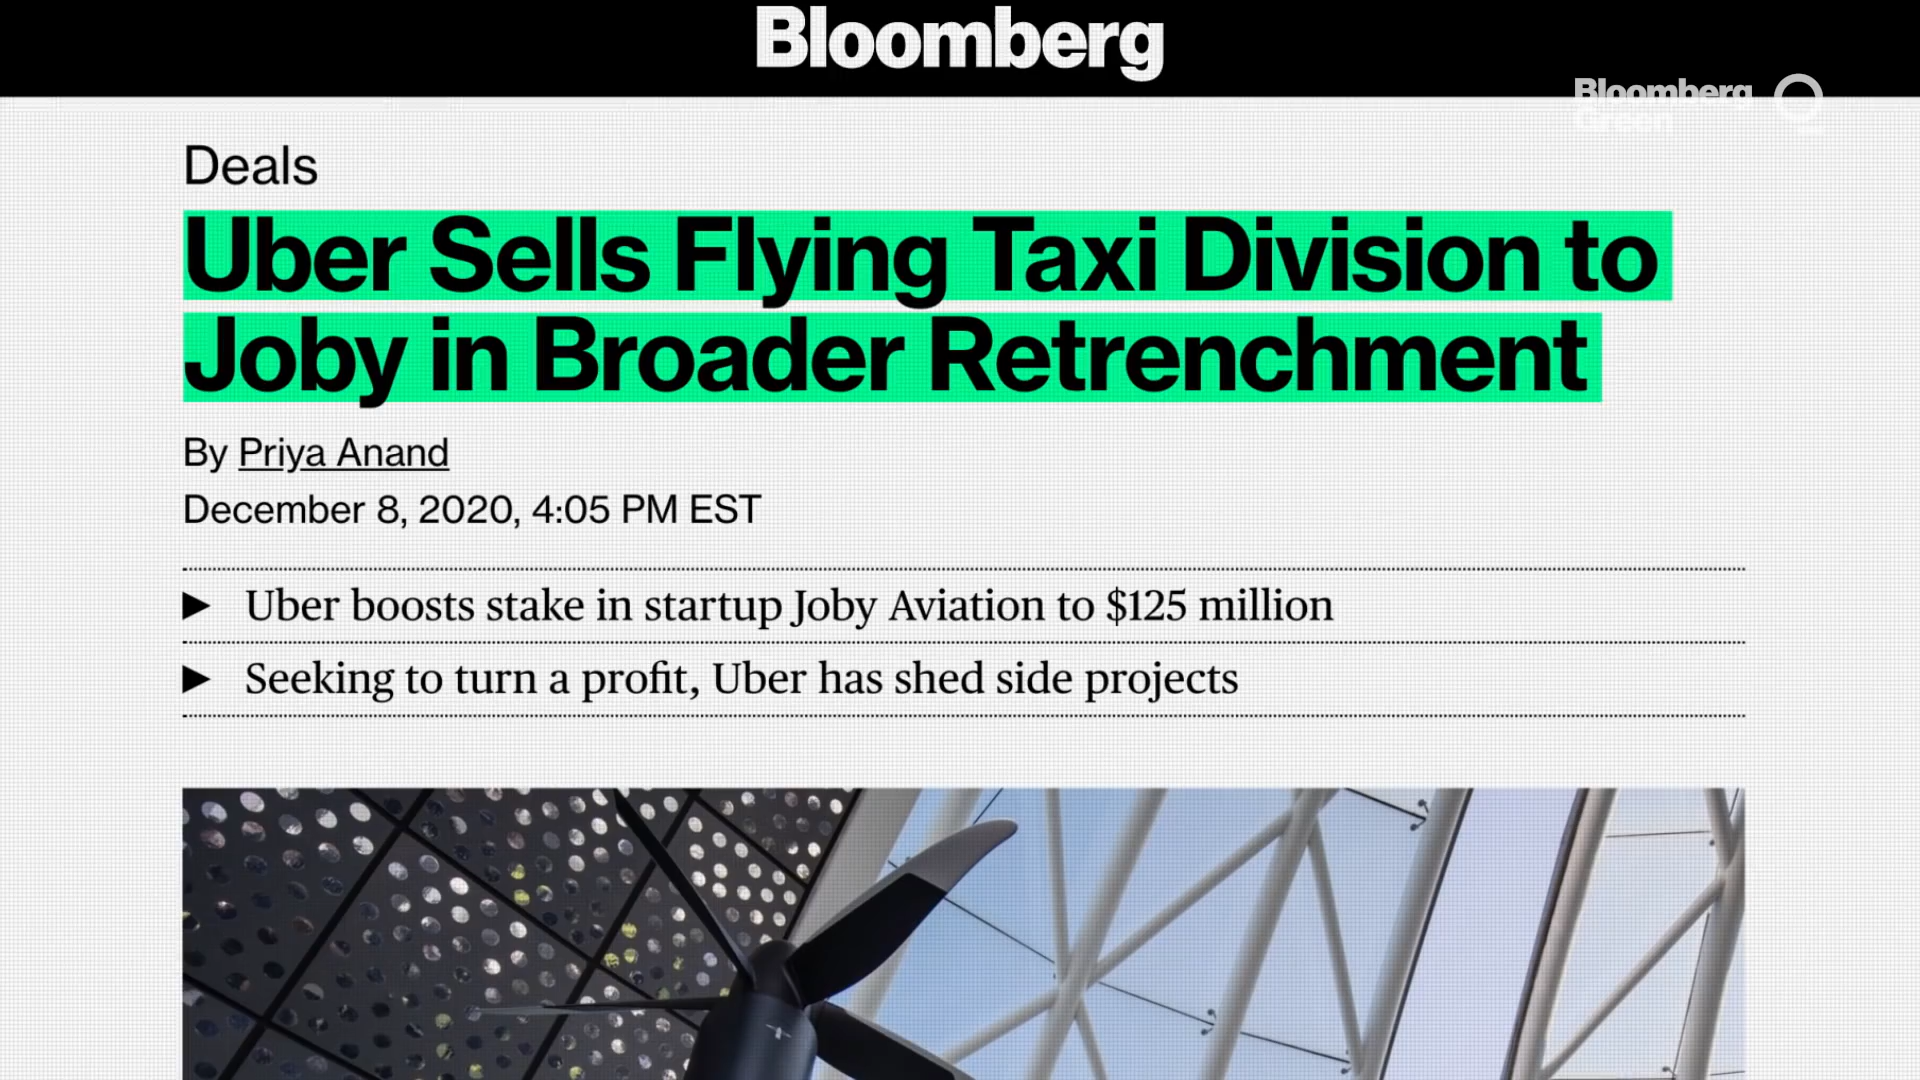 Bloomberg
Bloomberg
Green
Deals
Uber Sells Flying Taxi Division to
Joby in Broader Retrenchment
By Priya Anand
December 8, 2020, 4:05 PM EST
Uber boosts stake in startup Joby Aviation to $125 million
Seeking to turn a profit, Uber has shed side projects